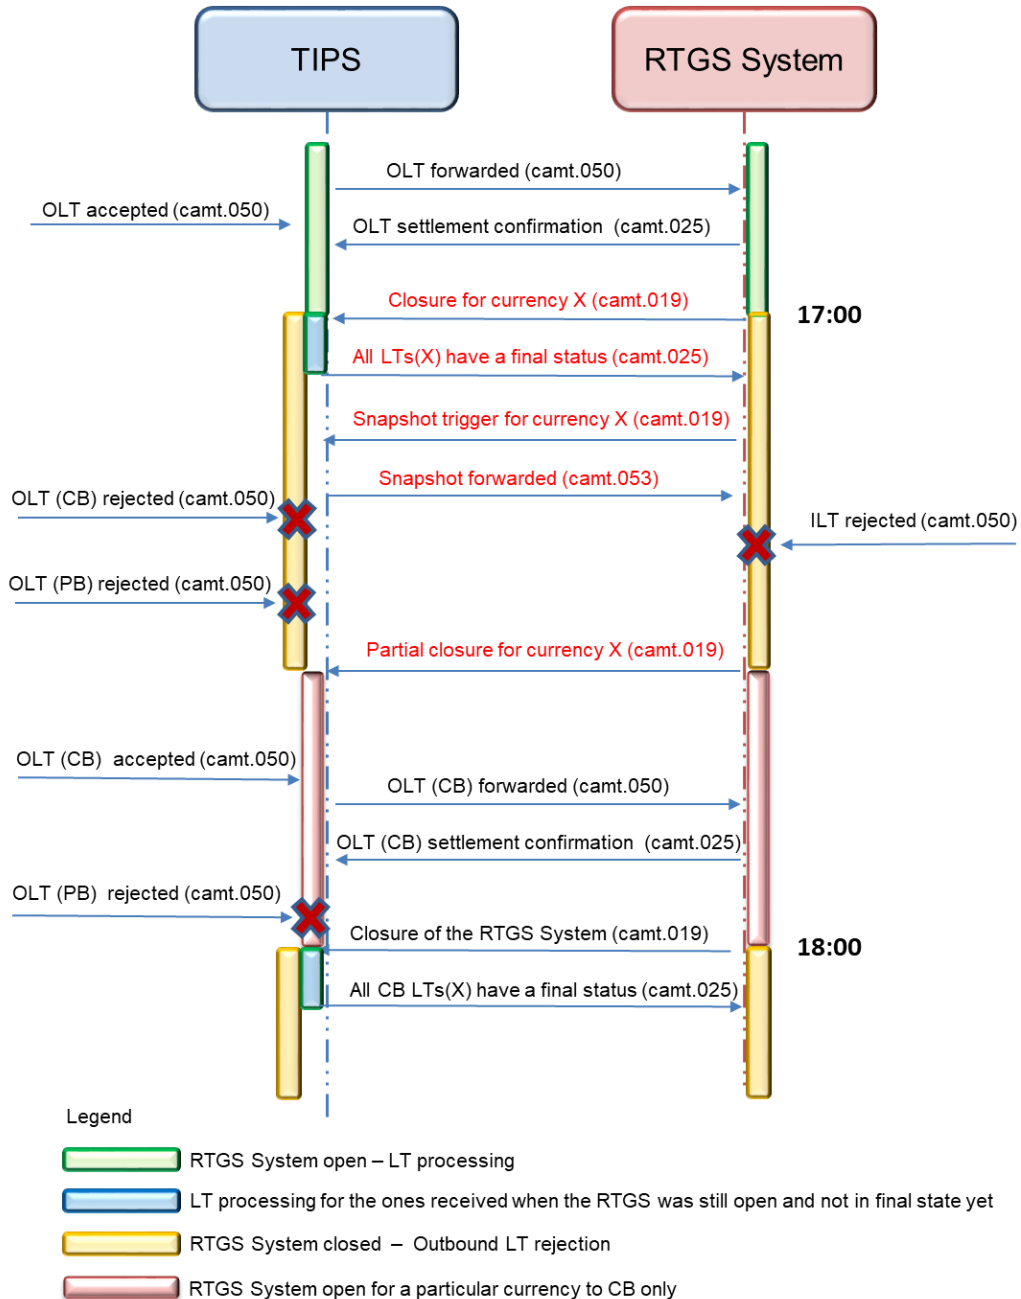 TIPS
RTGS System
OLT forwarded (camt.050)
OLT accepted (camt.050)
OLT settlement confirmation (camt.025)
Closure for currency X (camt.019)
17:00
All LTs(X) have a final status (camt.025)
Snapshot trigger for currency X (camt.019)
Snapshot forwarded (camt.053)
OLT (CB) rejected (camt.050)
ILT rejected (camt.050)
OLT (PB) rejected (camt.050)
Partial closure for currency X (camt.019)
OLT (CB) accepted (camt.050)
OLT (CB) forwarded (camt.050)
OLT (CB) settlement confirmation (camt.025)
OLT (PB) rejected (camt.050)
Closure of the RTGS System (camt.019)
18:00
All CB LTs(X) have a final status (camt.025)
Legend
RTGS System open – LT processing
LT processing for the ones received when the RTGS was still open and not in final state yet
RTGS System closed – Outbound LT rejection
RTGS System open for a particular currency to CB only